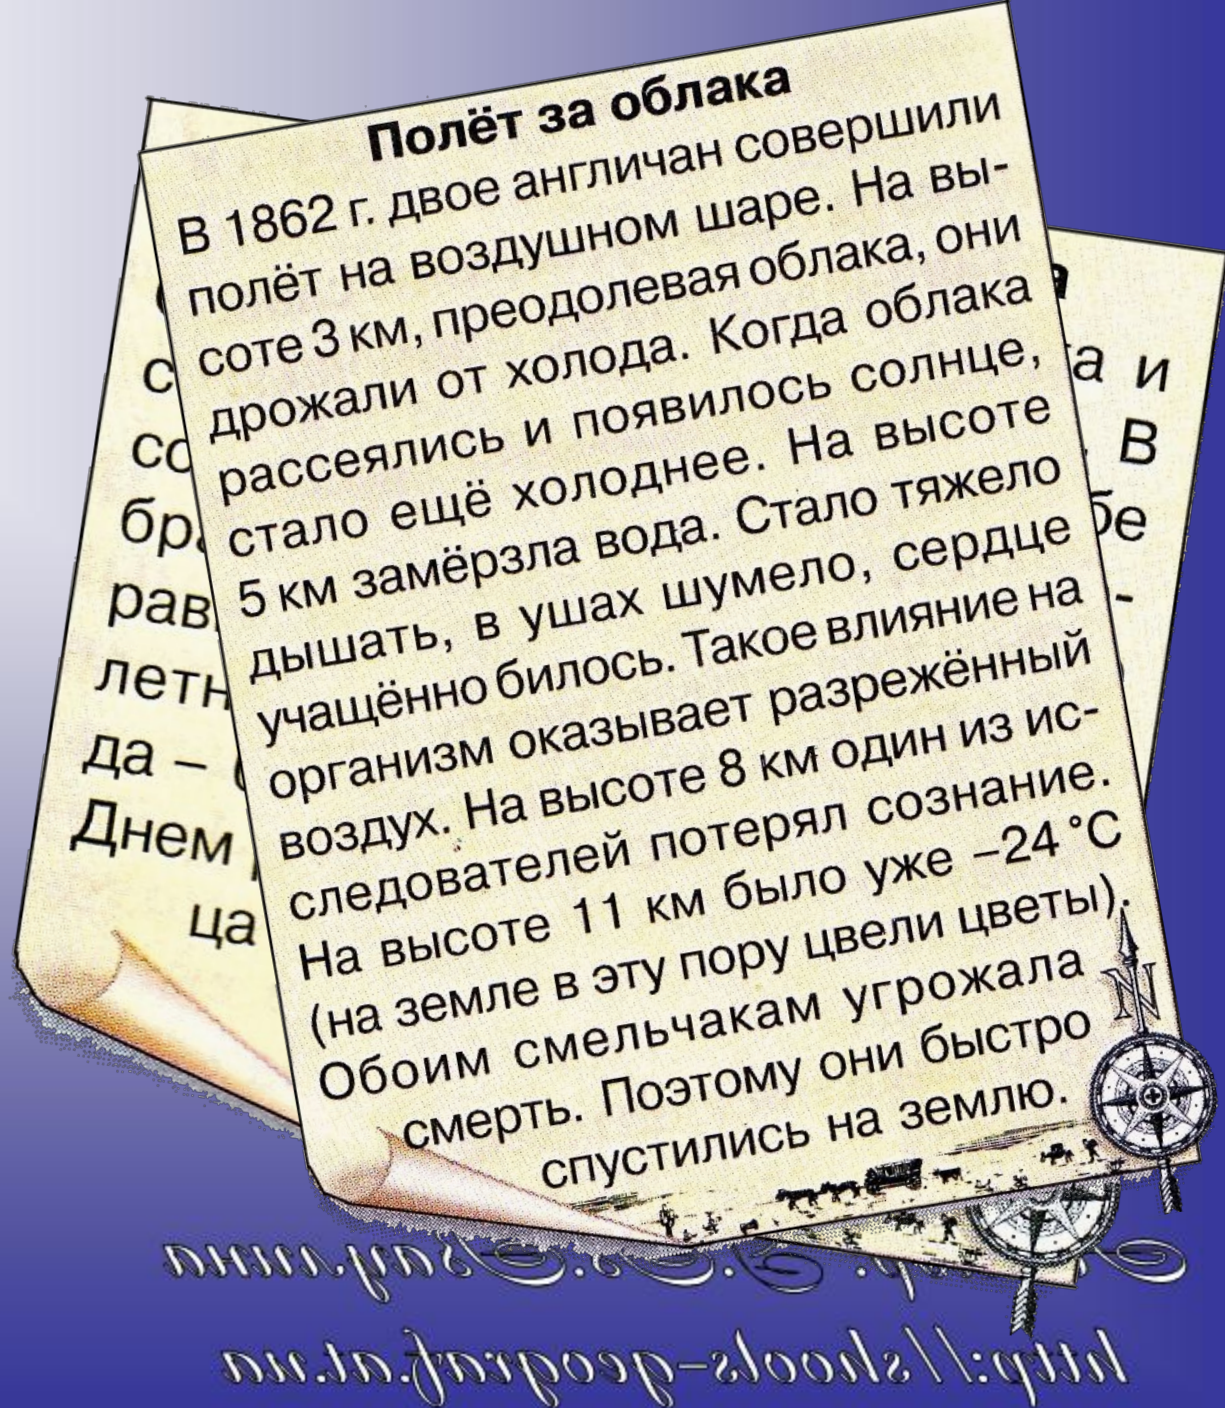 Полёт за облака
В 1862 г. двое англичан совершили
полёт на воздушном шаре. На вы-
соте 3 км, преодолевая облака, они
дрожали от холода. Когда облака
рассеялись и появилось солнце,
стало ещё холоднее. На высоте
5 км замёрзла вода. Стало тяжело
дышать, в ушах шумело, сердце
учащённо билось. Такое влияние на
организм оказывает разрежённый
воздух. На высоте 8 км один из ис-
следователей потерял сознание.
На высоте 11 км было уже –24 °С
(на земле в эту пору цвели цветы).
Обоим смельчакам угрожала
смерть. Поэтому они быстро
спустились на землю.
N
да –
Днем
ца
и
В
http://shools-geograf.at.ua